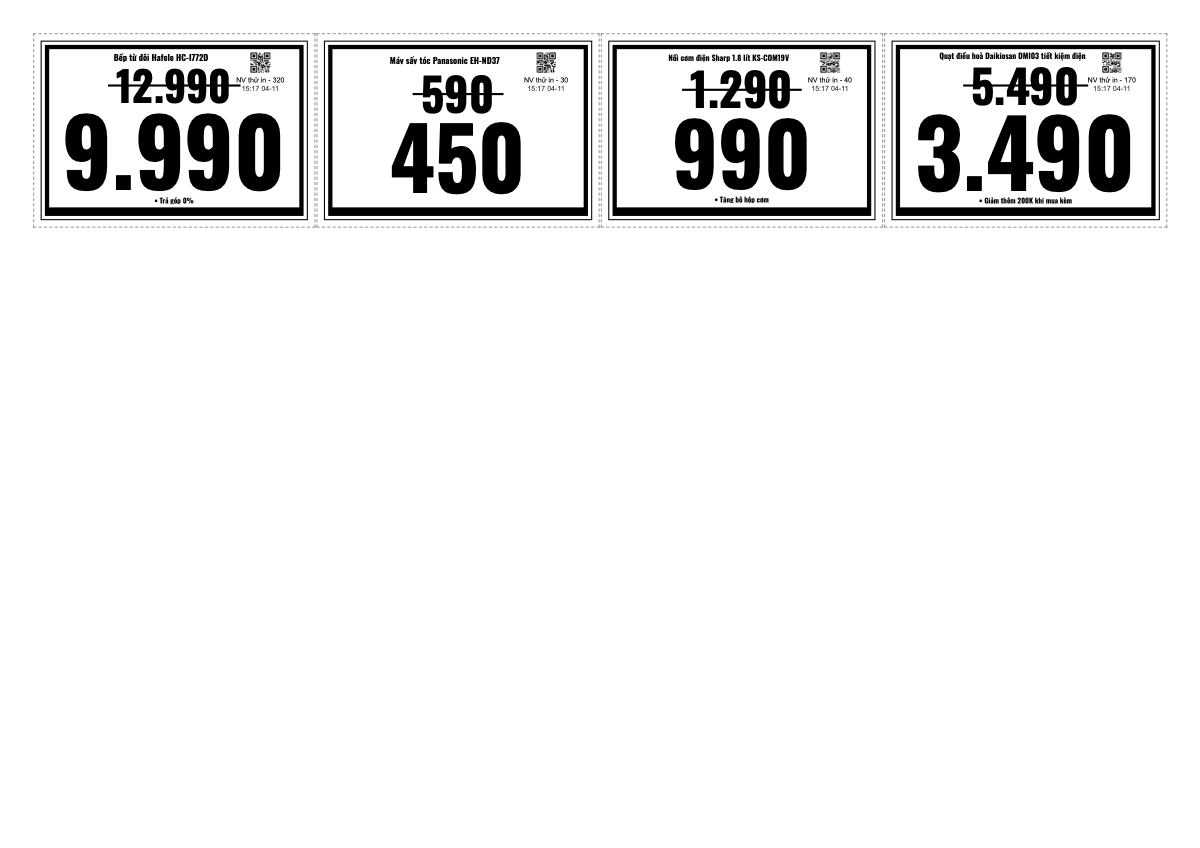 Bếp từ đôi Hafele HC-I772D
12.990
NV thử in - 320
15:17 04-11
9.990
• Trả góp 0%
Máy sấy tóc Panasonic EH-ND37
590
NV thử in - 30
15:17 04-11
450
Nồi cơm điện Sharp 1.8 lít KS-COM19V
1.290
NV thử in - 40
15:17 04-11
990
• Tặng bộ hộp cơm
Quạt điều hoà Daikiosan DMI03 tiết kiệm điện
5.490
NV thử in - 170
15:17 04-11
3.490
• Giảm thêm 200K khi mua kèm